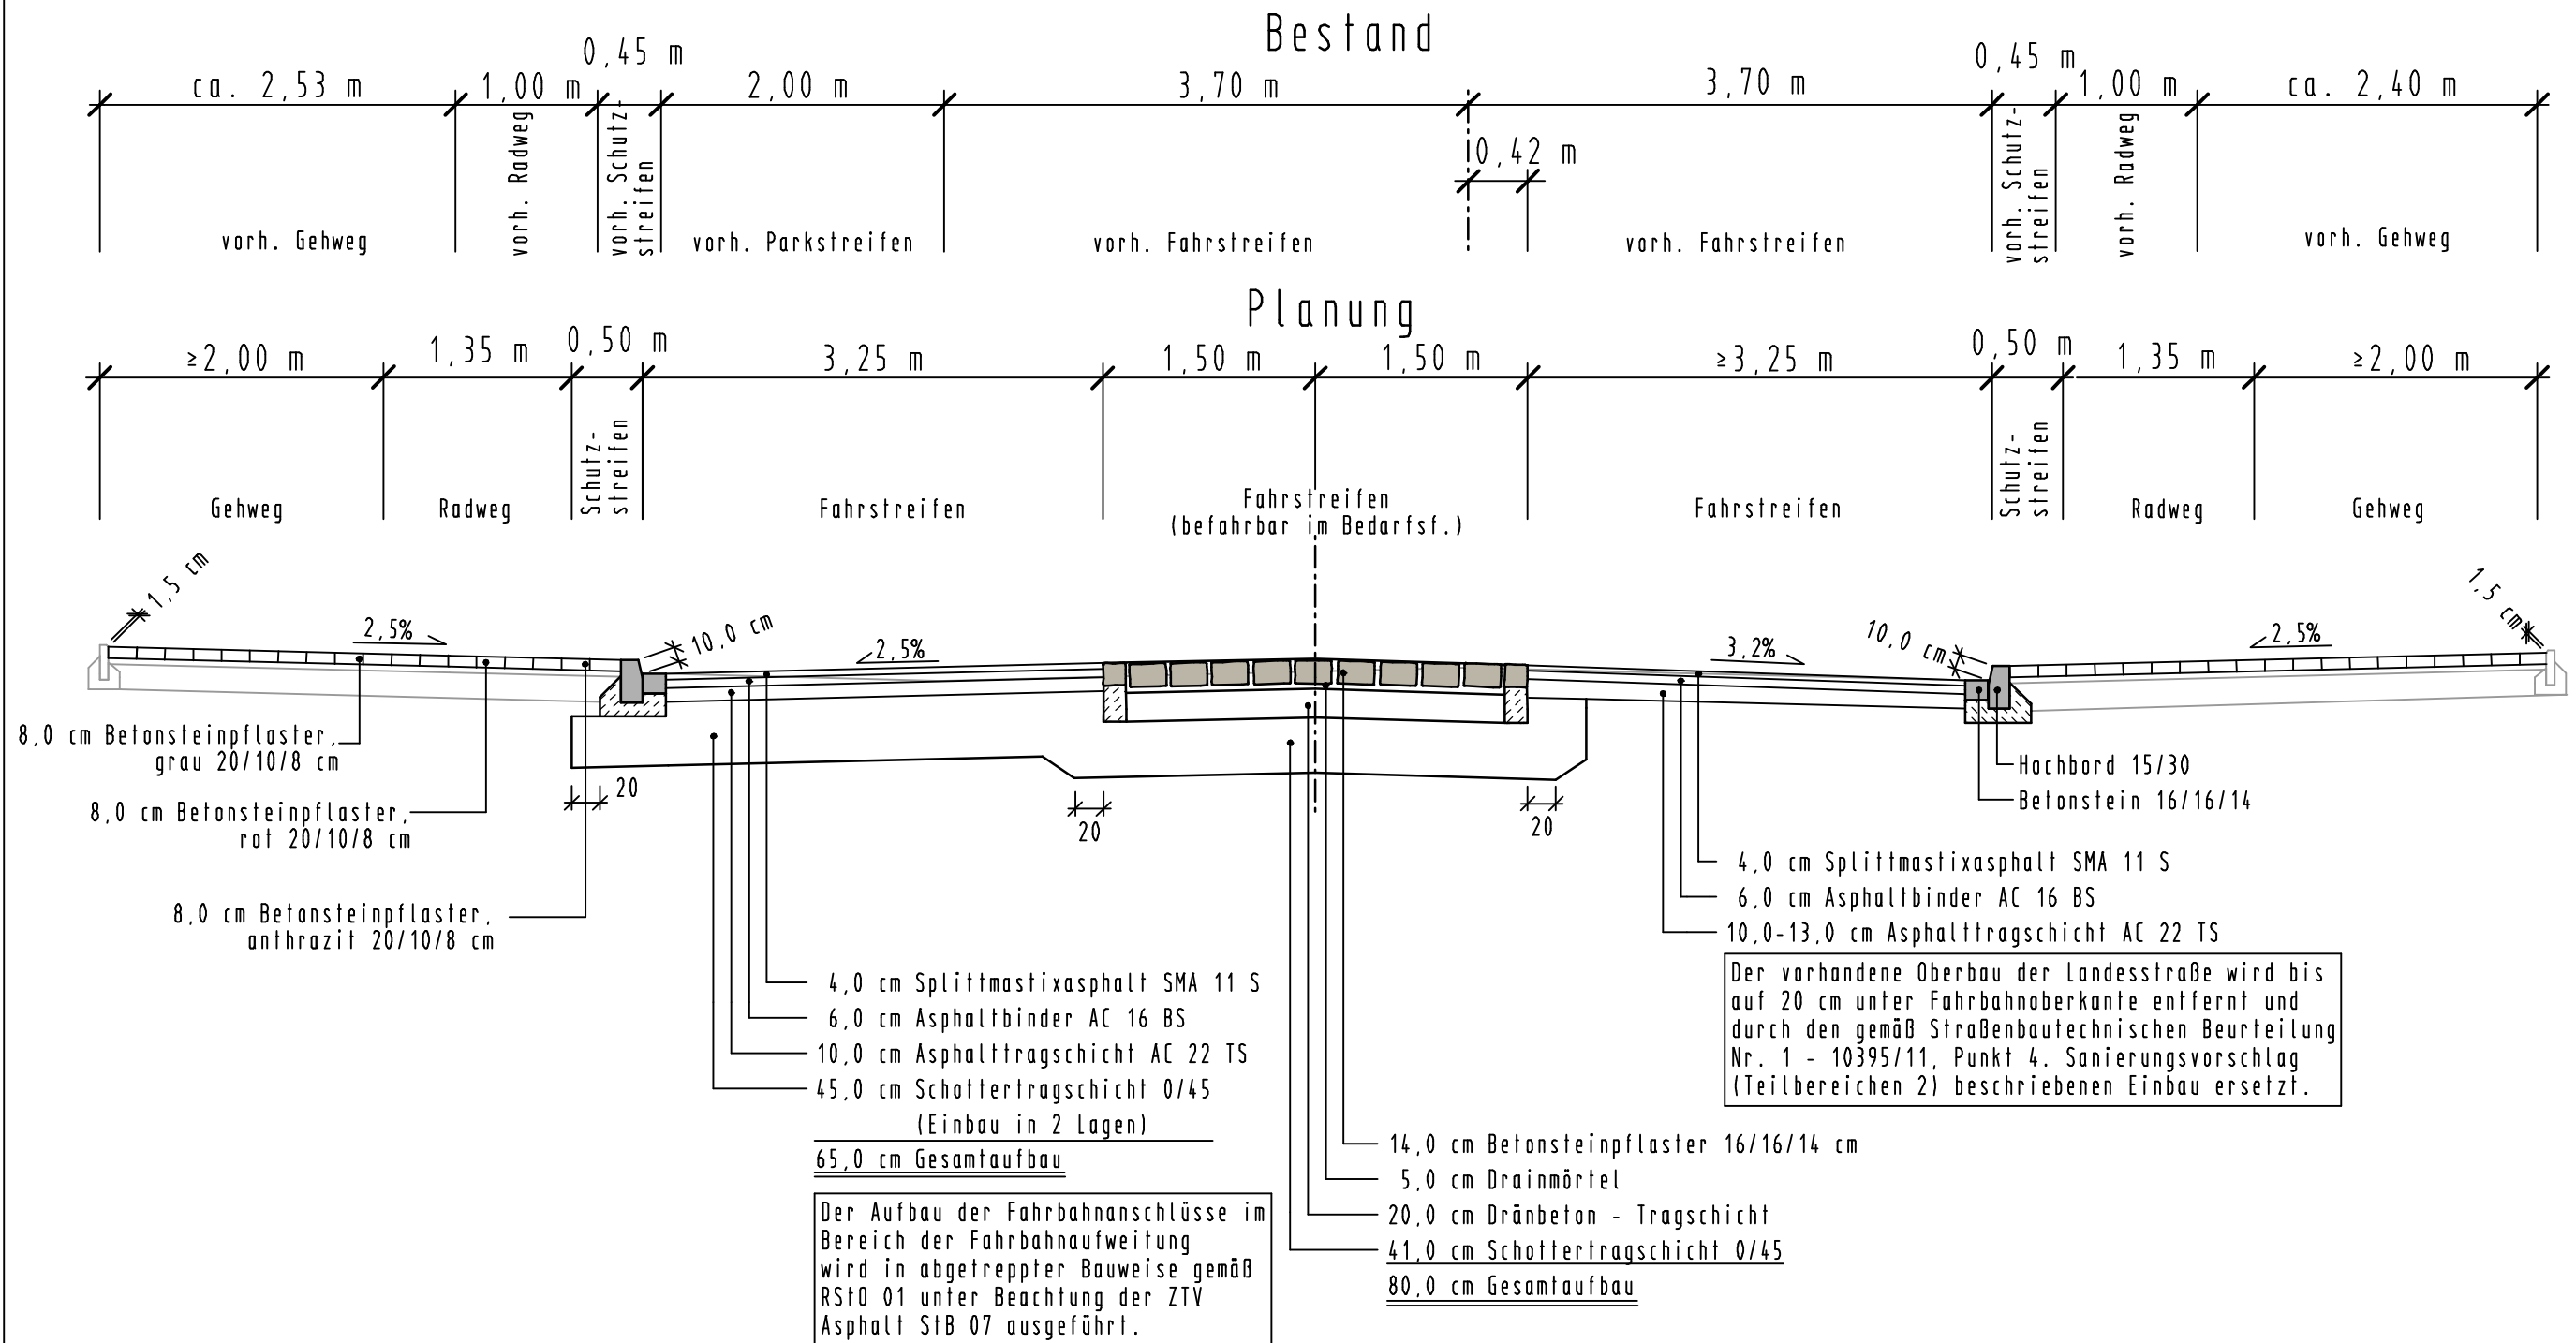 Bestand
ca. 2,53 m
1,00 m
0,45 m
2,00 m
3,70 m
3,70 m
0,45 m
1,00 m
ca. 2,40 m
0,42 m
vorh. Gehweg
vorh. Radweg
vorh. Schutz-
streifen
vorh. Parkstreifen
vorh. Fahrstreifen
vorh. Fahrstreifen
vorh. Schutz-
streifen
vorh. Radweg
vorh. Gehweg
Planung
≥2,00 m
1,35 m
0,50 m
3,25 m
1,50 m
1,50 m
≥3,25 m
0,50 m
1,35 m
≥2,00 m
Gehweg
Radweg
Schutz-
streifen
Fahrstreifen
Fahrstreifen
(befahrbar im Bedarfsf.)
Fahrstreifen
Schutz-
streifen
Radweg
Gehweg
1,5 cm
2,5%
10,0 cm
2,5%
3,2%
10,0 cm
2,5%
1,5 cm
8,0 cm Betonsteinpflaster,
grau 20/10/8 cm
8,0 cm Betonsteinpflaster,
rot 20/10/8 cm
8,0 cm Betonsteinpflaster,
anthrazit 20/10/8 cm
20
20
20
Hochbord 15/30
Betonstein 16/16/14
4,0 cm Splittmastixasphalt SMA 11 S
6,0 cm Asphaltbinder AC 16 BS
10,0-13,0 cm Asphalttragschicht AC 22 TS
Der vorhandene Oberbau der Landesstraße wird bis
auf 20 cm unter Fahrbahnoberkante entfernt und
durch den gemäß Straßenbautechnischen Beurteilung
Nr. 1 - 10395/11, Punkt 4. Sanierungsvorschlag
(Teilbereichen 2) beschriebenen Einbau ersetzt.
4,0 cm Splittmastixasphalt SMA 11 S
6,0 cm Asphaltbinder AC 16 BS
10,0 cm Asphalttragschicht AC 22 TS
45,0 cm Schottertragschicht 0/45
(Einbau in 2 Lagen)
65,0 cm Gesamtaufbau
Der Aufbau der Fahrbahnanschlüsse im
Bereich der Fahrbahnaufweitung
wird in abgetreppter Bauweise gemäß
RStO 01 unter Beachtung der ZTV
Asphalt StB 07 ausgeführt.
14,0 cm Betonsteinpflaster 16/16/14 cm
5,0 cm Drainmörtel
20,0 cm Dränbeton - Tragschicht
41,0 cm Schottertragschicht 0/45
80,0 cm Gesamtaufbau